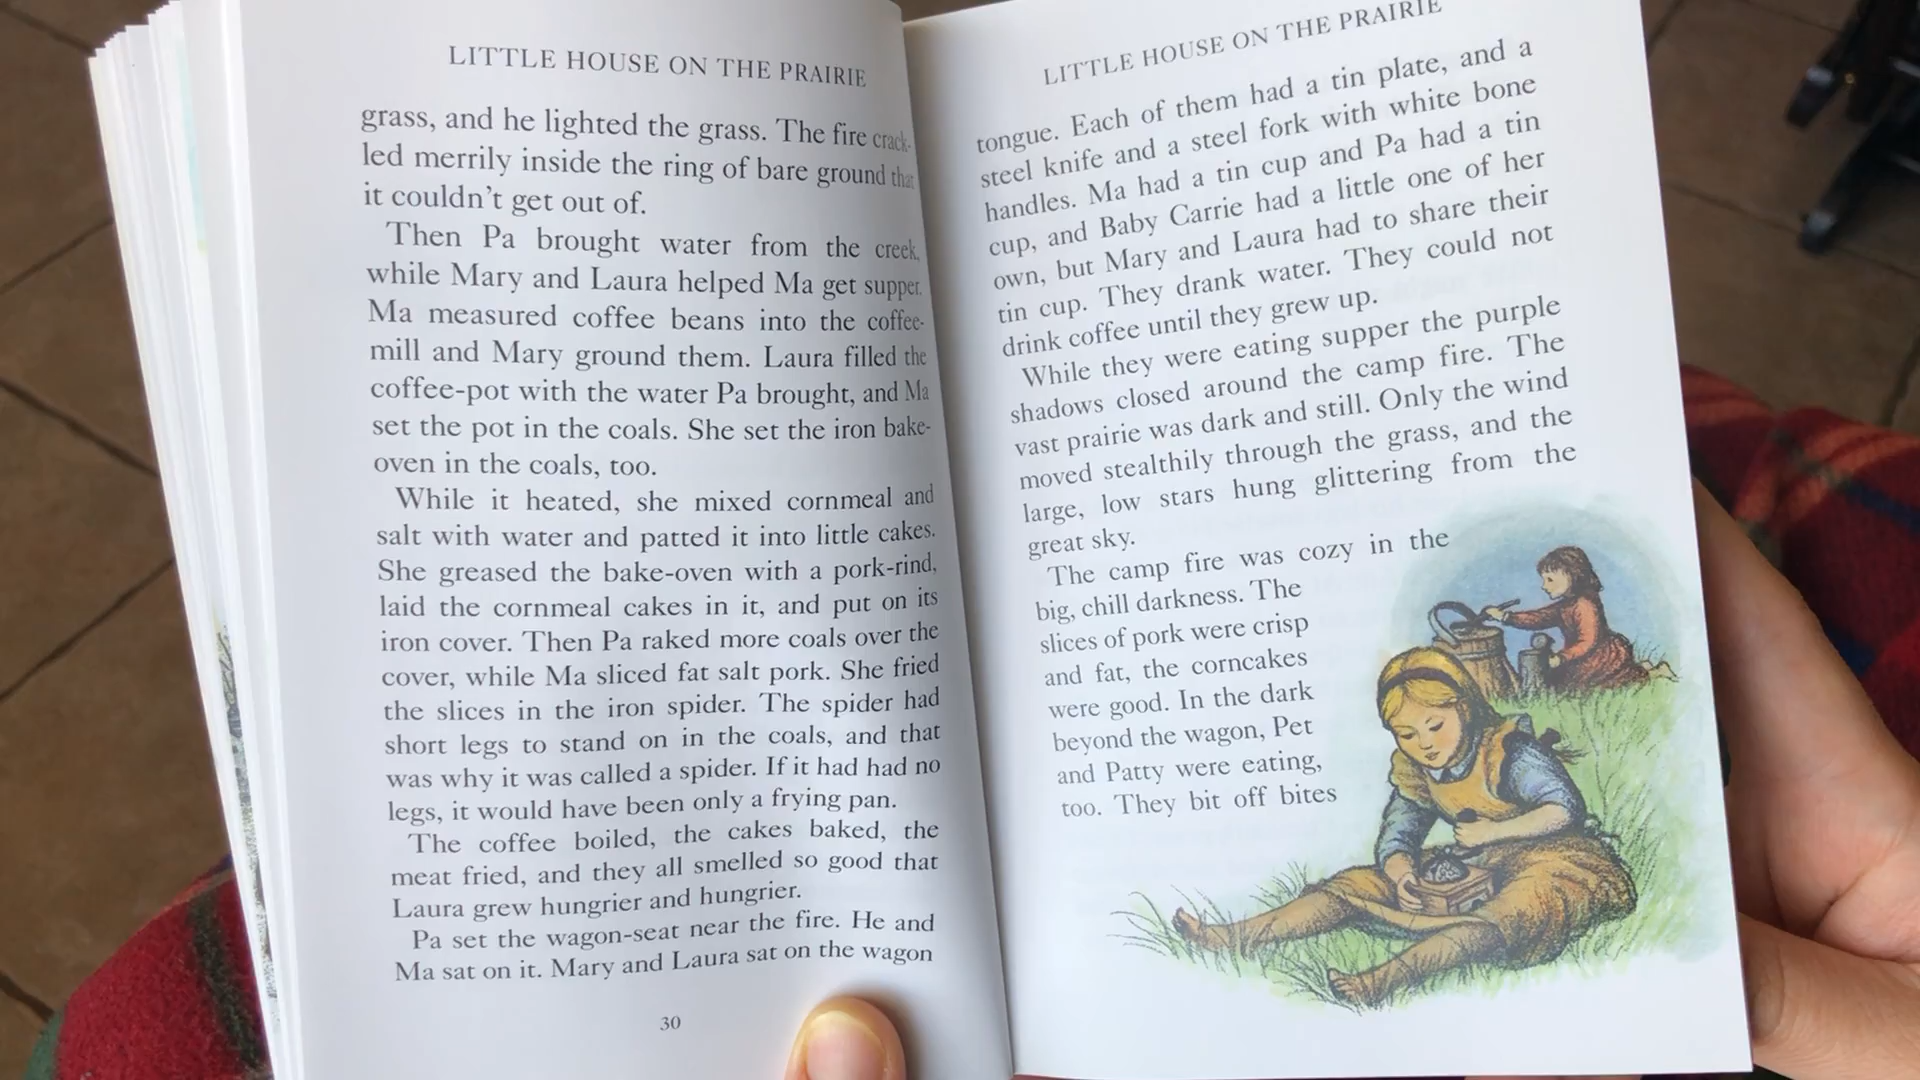 LITTLE HOUSE ON THE PRAIRIE
grass, and he lighted the grass. The fire crack-
led merrily inside the ring of bare ground that
it couldn't get out of.
Then Pa brought water from the creek,
while Mary and Laura helped Ma get supper.
Ma measured coffee beans into the coffee-
mill and Mary ground them. Laura filled the
coffee-pot with the water Pa brought, and Ma
set the pot in the coals. She set the iron bake-
oven in the coals, too.
While it heated, she mixed cornmeal and
salt with water and patted it into little cakes.
She greased the bake-oven with a pork-rind,
laid the cornmeal cakes in it, and put on its
iron cover. Then Pa raked more coals over the
cover, while Ma sliced fat salt pork. She fried
the slices in the iron spider. The spider had
short legs to stand on in the coals, and that
was why it was called a spider. If it had had no
legs, it would have been only a frying pan.
The coffee boiled, the cakes baked, the
meat fried, and they all smelled so good that
Laura grew hungrier and hungrier.
Pa set the wagon-seat near the fire. He and
Ma sat on it. Mary and Laura sat on the wagon
30
LITTLE HOUSE ON THE PRAIRIE
tongue. Each of them had a tin plate, and a
steel knife and a steel fork with white bone
handles. Ma had a tin cup and Pa had a tin
cup, and Baby Carrie had a little one of her
own, but Mary and Laura had to share their
tin cup. They drank water. They could not
drink coffee until they grew up.
While they were eating supper the purple
shadows closed around the camp fire. The
vast prairie was dark and still. Only the wind
moved stealthily through the grass, and the
large, low stars hung glittering from the
great sky.
The camp fire was cozy in the
big, chill darkness. The
slices of pork were crisp
and fat, the corncakes
were good. In the dark
beyond the wagon, Pet
and Patty were eating,
too. They bit off bites